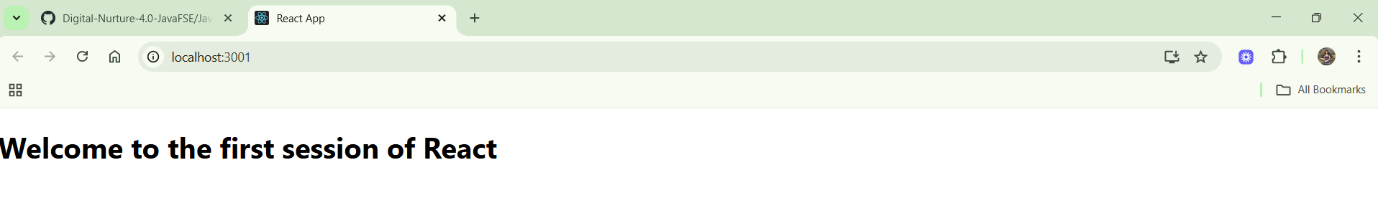 Digital-Nurture-4.0-JavaFSE/Jav
React App
localhost:3001
All Bookmarks
Welcome to the first session of React